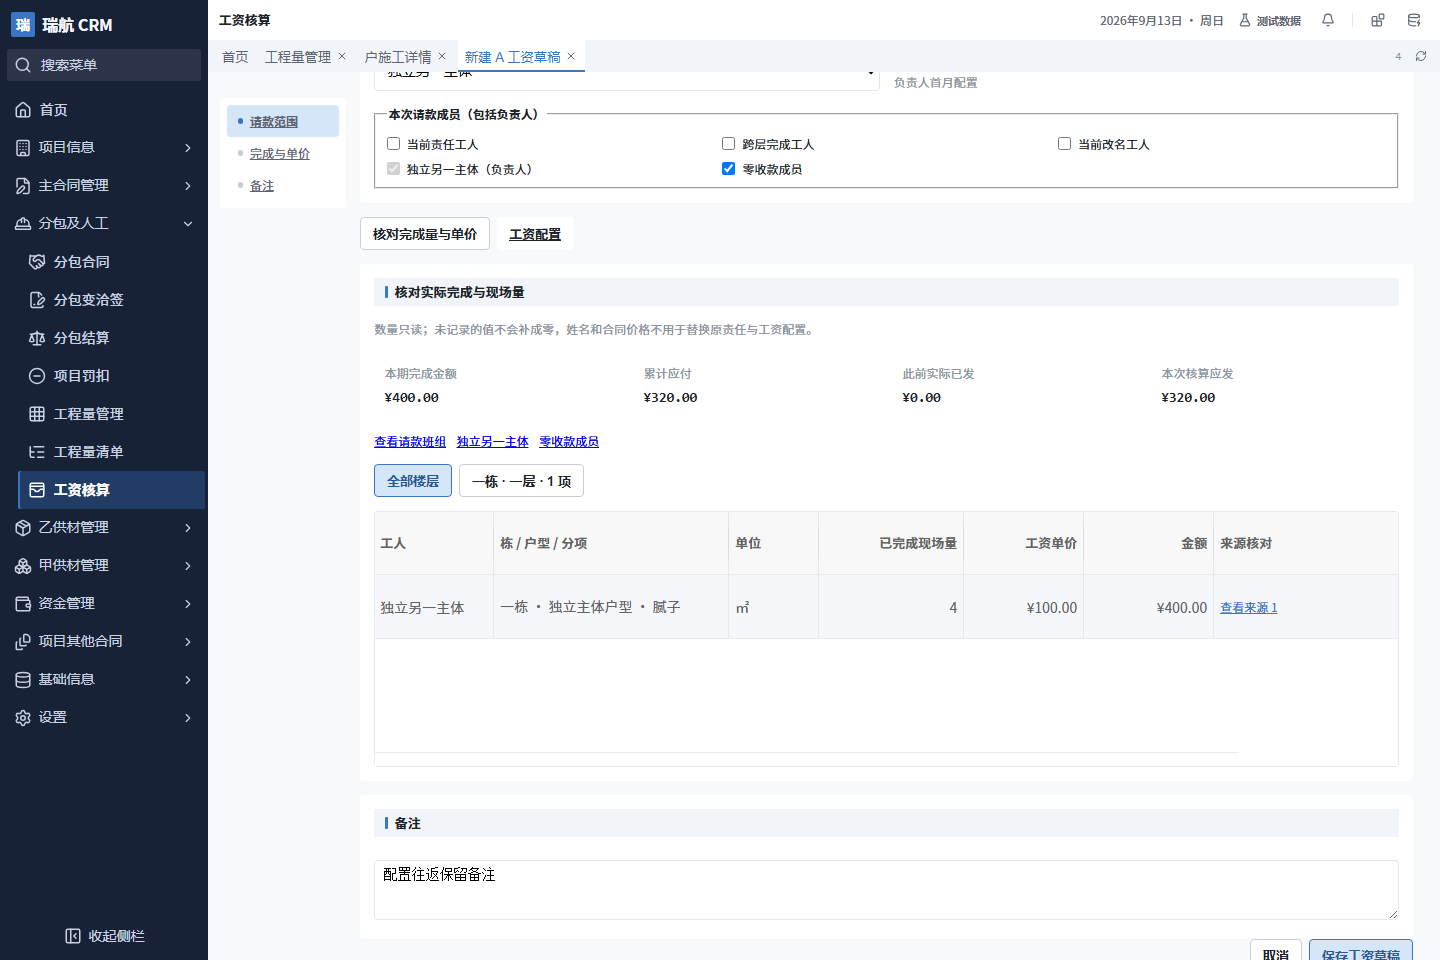 瑞 瑞航 CRM
搜索菜单
首页
项目信息
主合同管理
分包及人工
分包合同
分包变洽签
分包结算
项目罚扣
工程量管理
工程量清单
工资核算
乙供材管理
甲供材管理
资金管理
项目其他合同
基础信息
设置
收起侧栏
工资核算
2026年9月13日 · 周日 测试数据
首页 工程量管理 户施工详情 新建 A 工资草稿 4
请款范围
完成与单价
备注
独立另一主体 负责人首月配置
本次请款成员（包括负责人）
当前责任工人 跨层完成工人 当前改名工人
独立另一主体（负责人） 零收款成员
核对完成量与单价 工资配置
核对实际完成与现场量
数量只读；未记录的值不会补成零，姓名和合同价格不用于替换原责任与工资配置。
本期完成金额 累计应付 此前实际已发 本次核算应发
¥400.00 ¥320.00 ¥0.00 ¥320.00
查看请款班组 独立另一主体 零收款成员
全部楼层 一栋 · 一层 · 1 项
工人 栋 / 户型 / 分项 单位 已完成现场量 工资单价 金额 来源核对
独立另一主体 一栋 · 独立主体户型 · 腻子 ㎡ 4 ¥100.00 ¥400.00 查看来源 1
备注
配置往返保留备注
取消 保存工资草稿